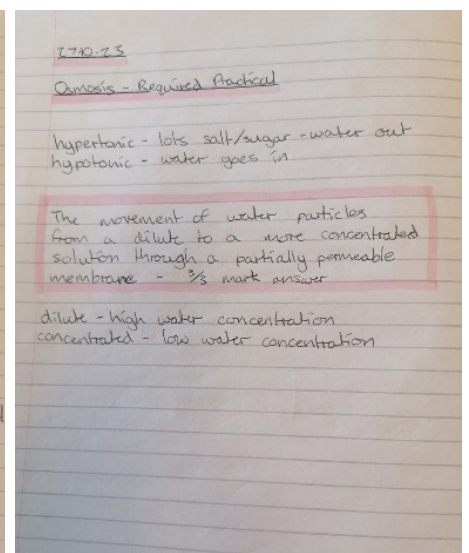 27.10.23
Osmosis - Required Practical
hypertonic - lots salt/sugar - water out
hypotonic - water goes in
The movement of water particles
from a dilute to a more concentrated
solution through a partially permeable
membrane - 3/3 mark answer
dilute - high water concentration
concentrated - low water concentration